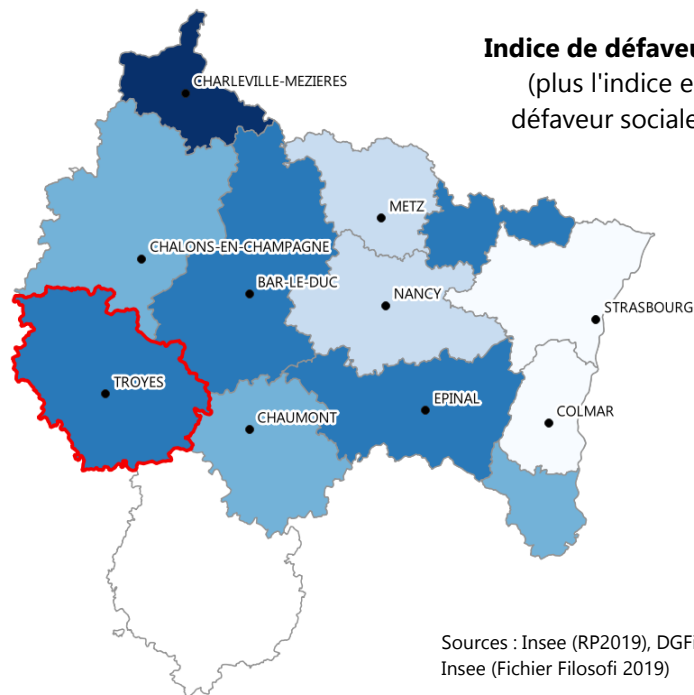 Indice de défaveu
(plus l'indice e
défaveur sociale
CHARLEVILLE-MEZIERES
METZ
CHALONS-EN-CHAMPAGNE
BAR-LE-DUC
NANCY
STRASBOURG
TROYES
EPINAL
CHAUMONT
COLMAR
Sources : Insee (RP2019), DGFi
Insee (Fichier Filosofi 2019)